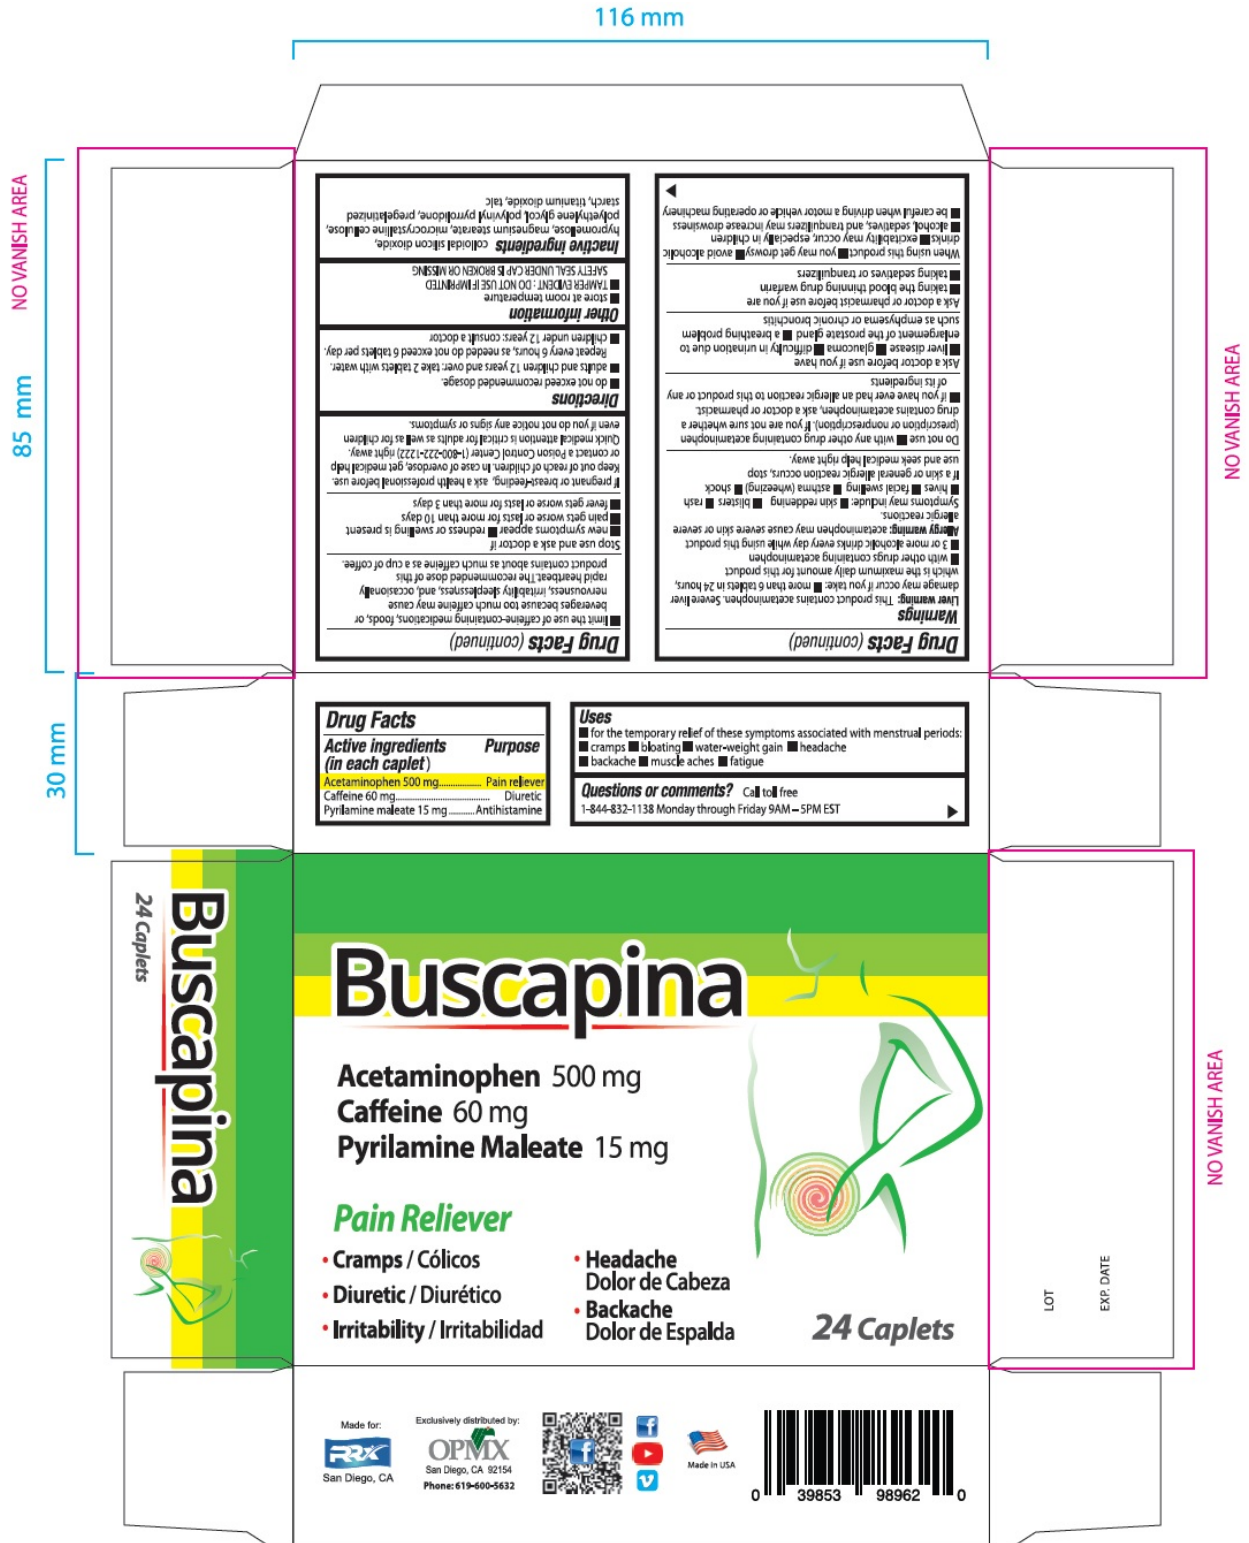 116 mm
NO VANISH AREA
85 mm
30 mm
NO VANISH AREA
NO VANISH AREA
Drug Facts
Active ingredients Purpose
(in each caplet)
Acetaminophen 500 mg.................. Pain reliever
Caffeine 60 mg........................................ Diuretic
Pyrilamine maleate 15 mg ...........Antihistamine
Uses
■ for the temporary relief of these symptoms associated with menstrual periods:
■ cramps ■ bloating ■ water-weight gain ■ headache
■ backache ■ muscle aches ■ fatigue
Questions or comments? Call toll free
1-844-832-1138 Monday through Friday 9AM – 5PM EST
Drug Facts (continued)
Warnings
Liver warning: This product contains acetaminophen. Severe liver
damage may occur if you take: ■ more than 6 tablets in 24 hours,
which is the maximum daily amount for this product
■ with other drugs containing acetaminophen
■ 3 or more alcoholic drinks every day while using this product
Allergy warning: acetaminophen may cause severe skin or severe
allergic reactions.
Symptoms may include: ■ skin reddening ■ blisters ■ rash
■ hives ■ facial swelling ■ asthma (wheezing) ■ shock
If a skin or general allergic reaction occurs, stop
use and seek medical help right away.
Do not use ■ with any other drug containing acetaminophen
(prescription or nonprescription). If you are not sure whether a
drug contains acetaminophen, ask a doctor or pharmacist.
■ if you have ever had an allergic reaction to this product or any
of its ingredients
Ask a doctor before use if you have
■ liver disease ■ glaucoma ■ difficulty in urination due to
enlargement of the prostate gland ■ a breathing problem
such as emphysema or chronic bronchitis
Ask a doctor or pharmacist before use if you are
■ taking the blood thinning drug warfarin
■ taking sedatives or tranquilizers
When using this product ■ you may get drowsy ■ avoid alcoholic
drinks ■ excitability may occur, especially in children
■ alcohol, sedatives, and tranquilizers may increase drowsiness
■ be careful when driving a motor vehicle or operating machinery
Drug Facts (continued)
■ limit the use of caffeine-containing medications, foods, or
beverages because too much caffeine may cause
nervousness, irritability sleeplessness, and, occasionally
rapid heartbeat. The recommended dose of this
product contains about as much caffeine as a cup of coffee.
Stop use and ask a doctor if
■ new symptoms appear ■ redness or swelling is present
■ pain gets worse or lasts for more than 10 days
■ fever gets worse or lasts for more than 3 days
If pregnant or breast-feeding, ask a health professional before use.
Keep out of reach of children. In case of overdose, get medical help
or contact a Poison Control Center (1-800-222-1222) right away.
Quick medical attention is critical for adults as well as for children
even if you do not notice any signs or symptoms.
Directions
■ do not exceed recommended dosage.
■ adults and children 12 years and over: take 2 tablets with water.
Repeat every 6 hours, as needed do not exceed 6 tablets per day.
■ children under 12 years: consult a doctor
Other information
■ store at room temperature
■ TAMPER EVIDENT : DO NOT USE IF IMPRINTED
SAFETY SEAL UNDER CAP IS BROKEN OR MISSING
Inactive ingredients colloidal silicon dioxide,
hypromellose, magnesium stearate, microcrystalline cellulose,
polyethylene glycol, polyvinyl pyrrolidone, pregelatinized
starch, titanium dioxide, talc
Buscapina
24 Caplets
Buscapina
Acetaminophen 500 mg
Caffeine 60 mg
Pyrilamine Maleate 15 mg
Pain Reliever
• Cramps / Cólicos
• Diuretic / Diurético
• Irritability / Irritabilidad
• Headache
Dolor de Cabeza
• Backache
Dolor de Espalda
24 Caplets
LOT
EXP. DATE
NO VANISH AREA
Made for:
RRX
San Diego, CA
Exclusively distributed by:
OPMX
San Diego, CA 92154
Phone: 619-600-5632
Made in USA
0 39853 98962 0